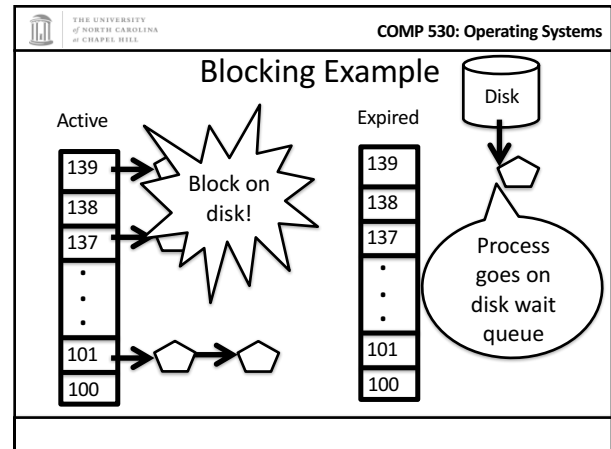 THE UNIVERSITY
of NORTH CAROLINA
at CHAPEL HILL
COMP 530: Operating Systems
Blocking Example
Disk
Active
Expired
139
138
137
.
.
.
101
100
Block on
disk!
139
138
137
.
.
.
101
100
Process
goes on
disk wait
queue